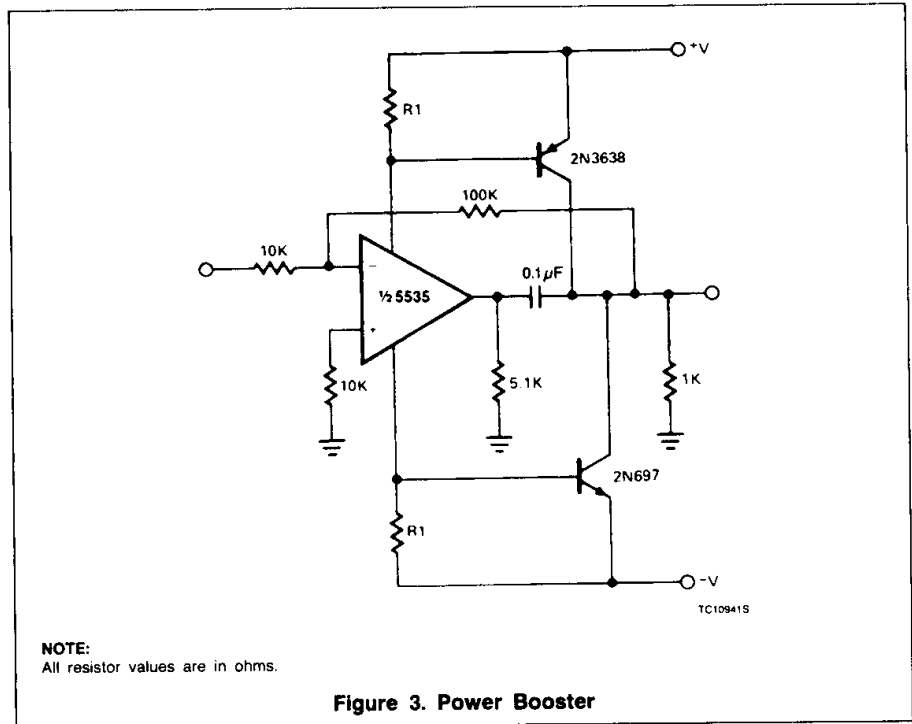 +V
R1
2N3638
100K
10K
−
½ 5535
0.1µF
+
10K
5.1K
1K
2N697
R1
−V
TC10941S
NOTE:
All resistor values are in ohms.
Figure 3. Power Booster